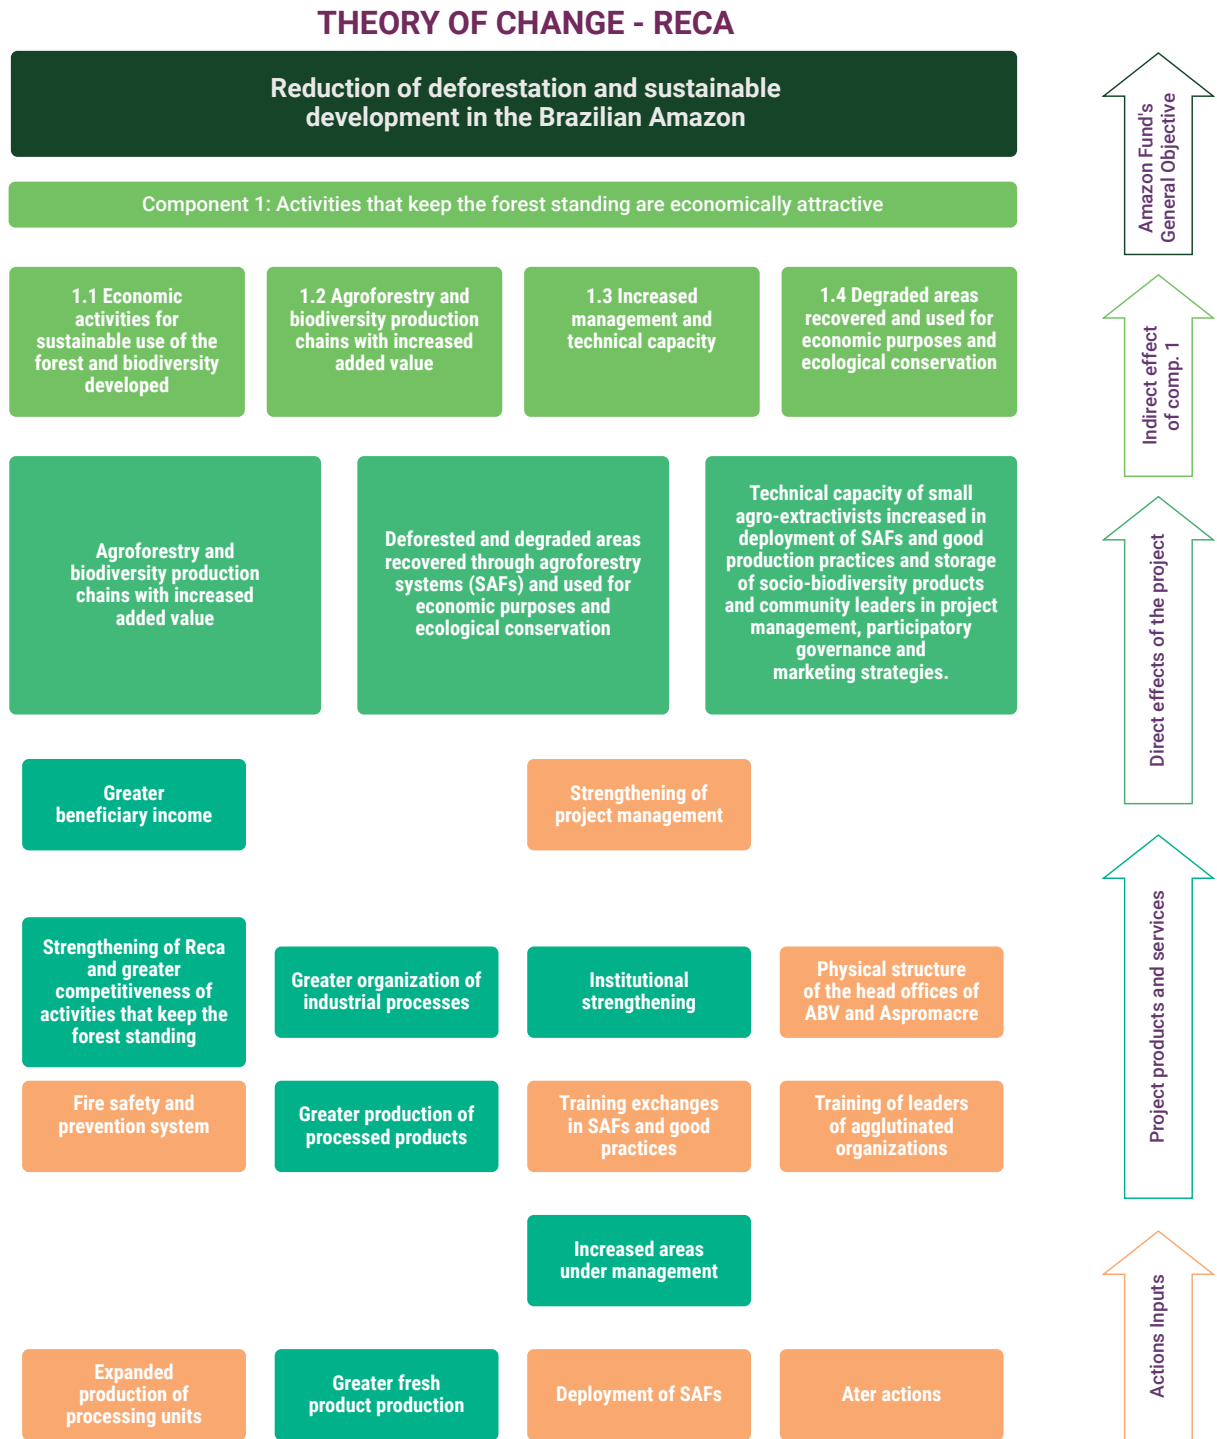 THEORY OF CHANGE - RECA
Reduction of deforestation and sustainable
development in the Brazilian Amazon
Component 1: Activities that keep the forest standing are economically attractive
1.1 Economic
activities for
sustainable use of the
forest and biodiversity
developed
1.2 Agroforestry and
biodiversity production
chains with increased
added value
1.3 Increased
management and
technical capacity
1.4 Degraded areas
recovered and used for
economic purposes and
ecological conservation
Agroforestry and
biodiversity production
chains with increased
added value
Deforested and degraded areas
recovered through agroforestry
systems (SAFs) and used for
economic purposes and
ecological conservation
Technical capacity of small
agro-extractivists increased in
deployment of SAFs and good
production practices and storage
of socio-biodiversity products
and community leaders in project
management, participatory
governance and
marketing strategies.
Greater
beneficiary income
Strengthening of
project management
Strengthening of Reca
and greater
competitiveness of
activities that keep the
forest standing
Greater organization of
industrial processes
Institutional
strengthening
Physical structure
of the head offices of
ABV and Aspromacre
Fire safety and
prevention system
Greater production of
processed products
Training exchanges
in SAFs and good
practices
Training of leaders
of agglutinated
organizations
Increased areas
under management
Expanded
production of
processing units
Greater fresh
product production
Deployment of SAFs
Ater actions
Amazon Fund's
General Objective
Indirect effect
of comp. 1
Direct effects of the project
Project products and services
Actions Inputs